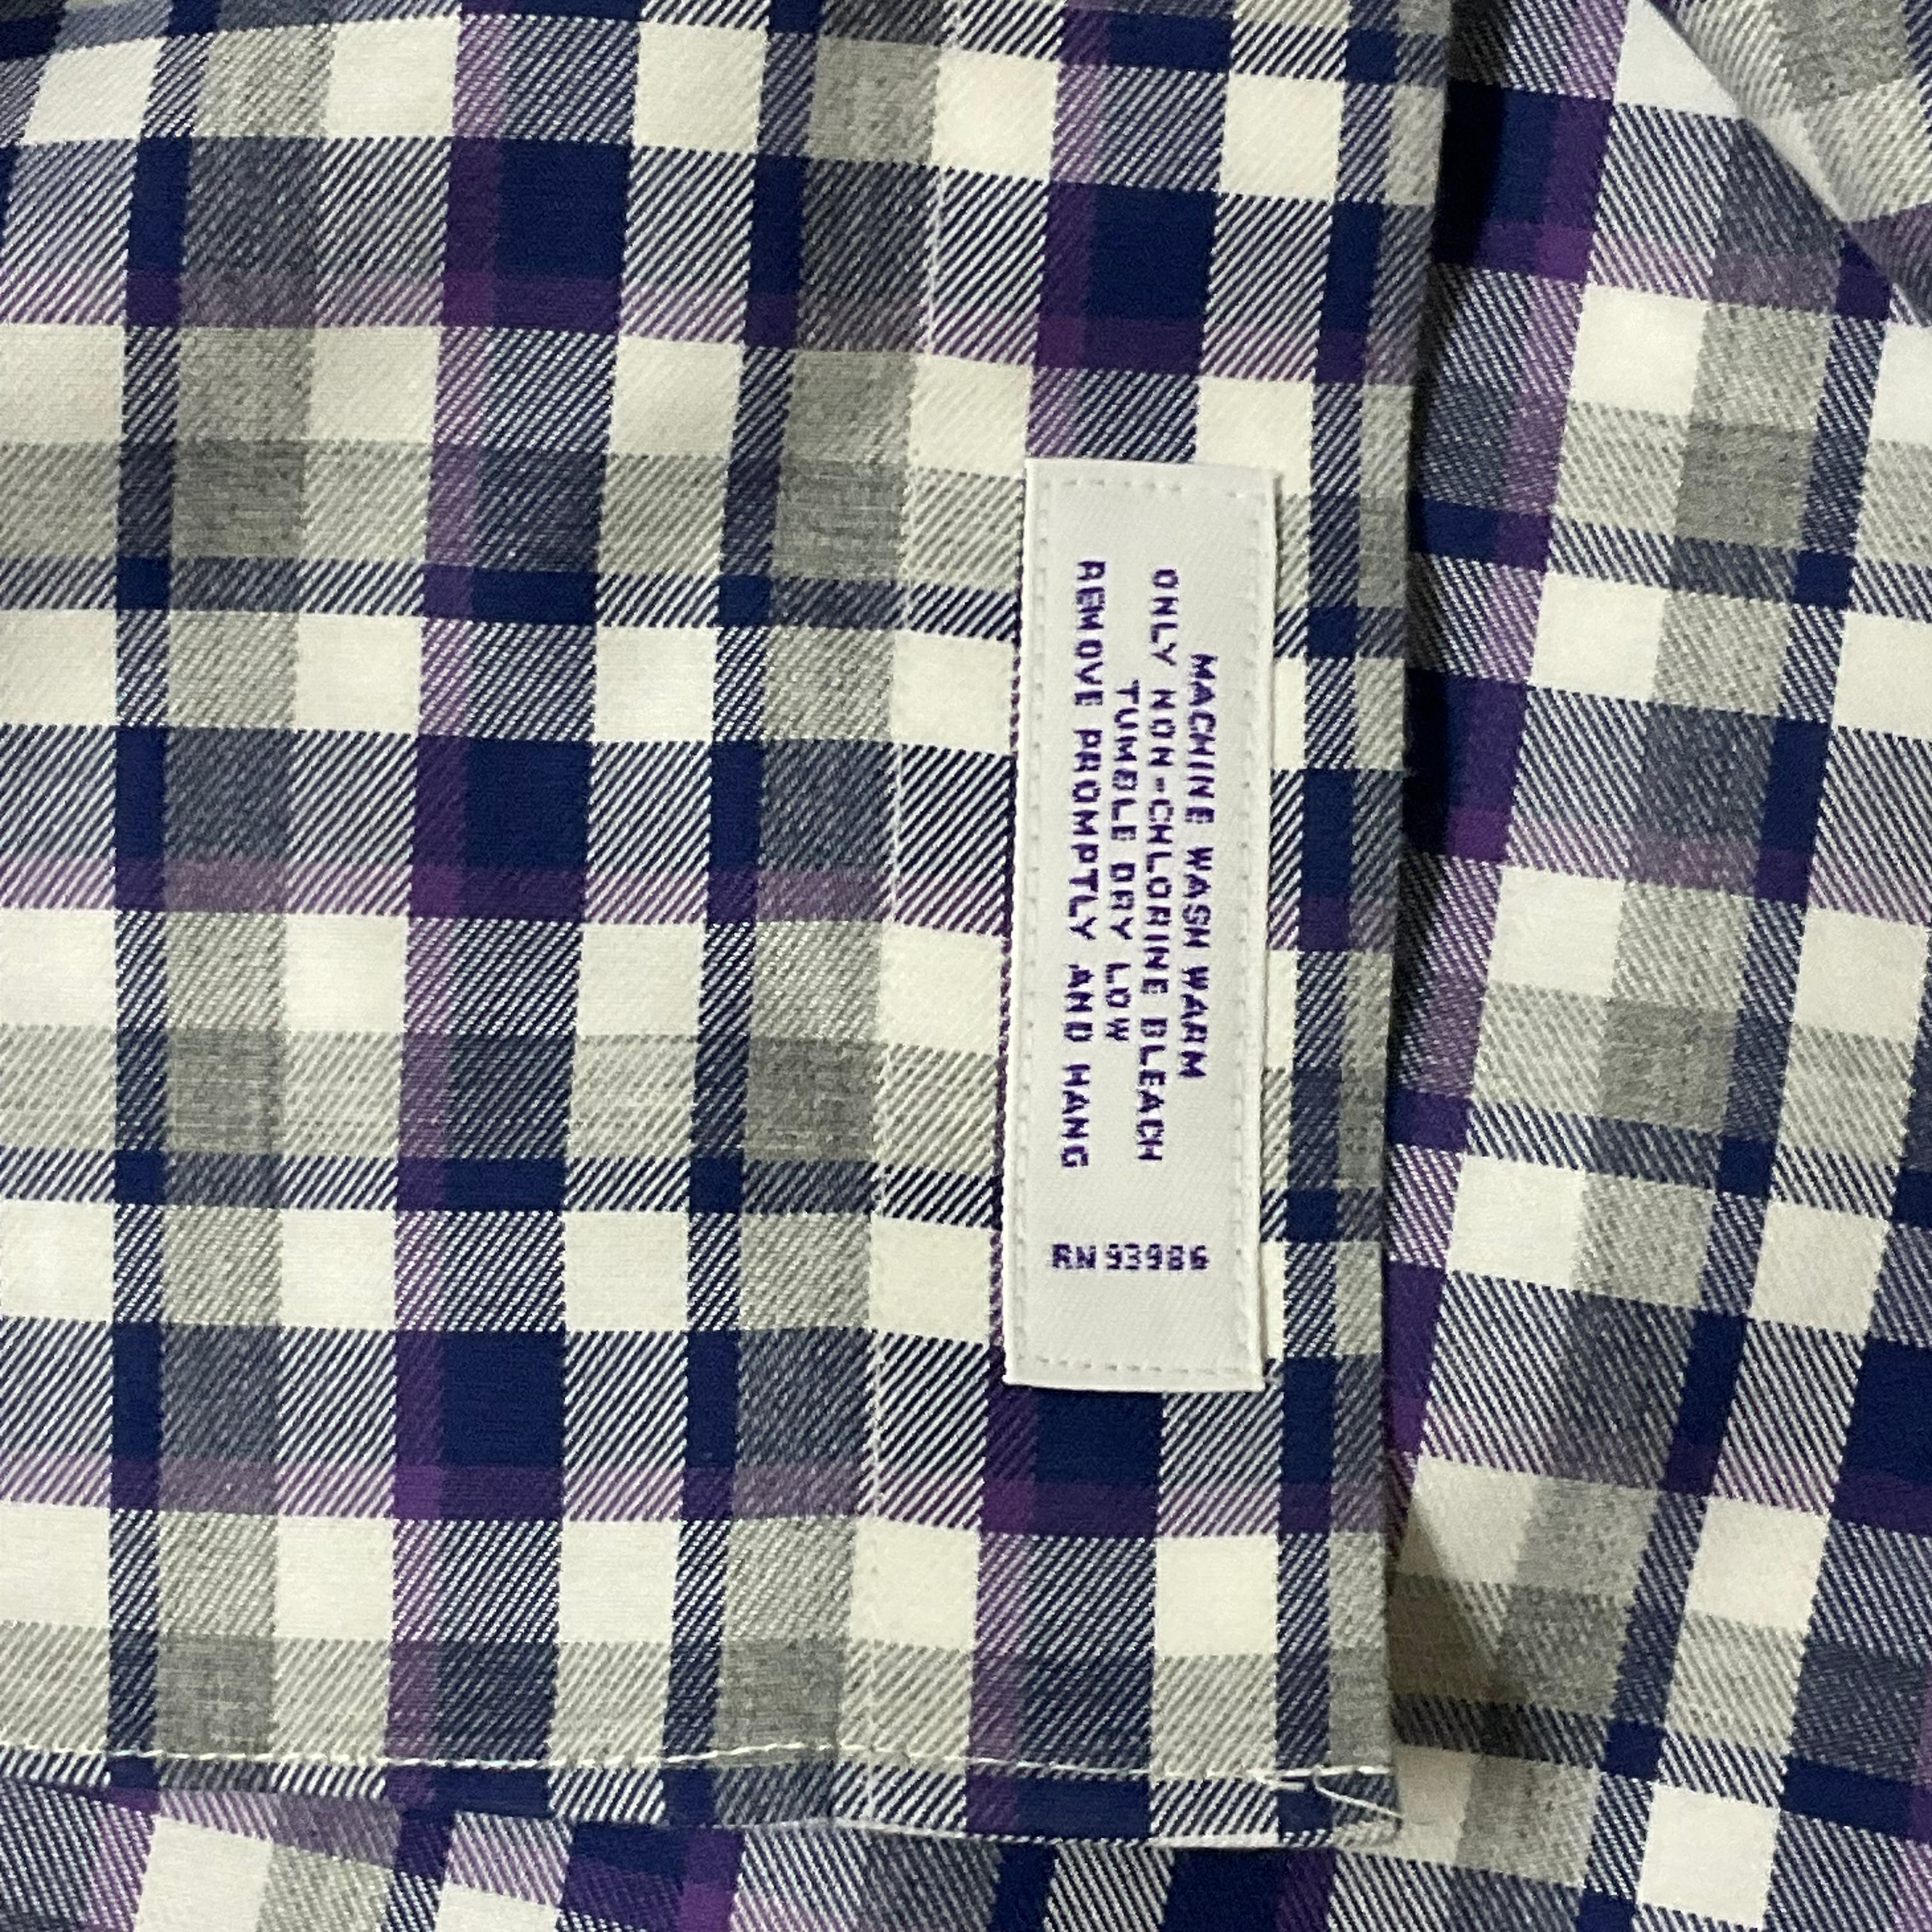 MACHINE WASH WARM
ONLY NON-CHLORINE BLEACH
TUMBLE DRY LOW
REMOVE PROMPTLY AND HANG
RN 93986